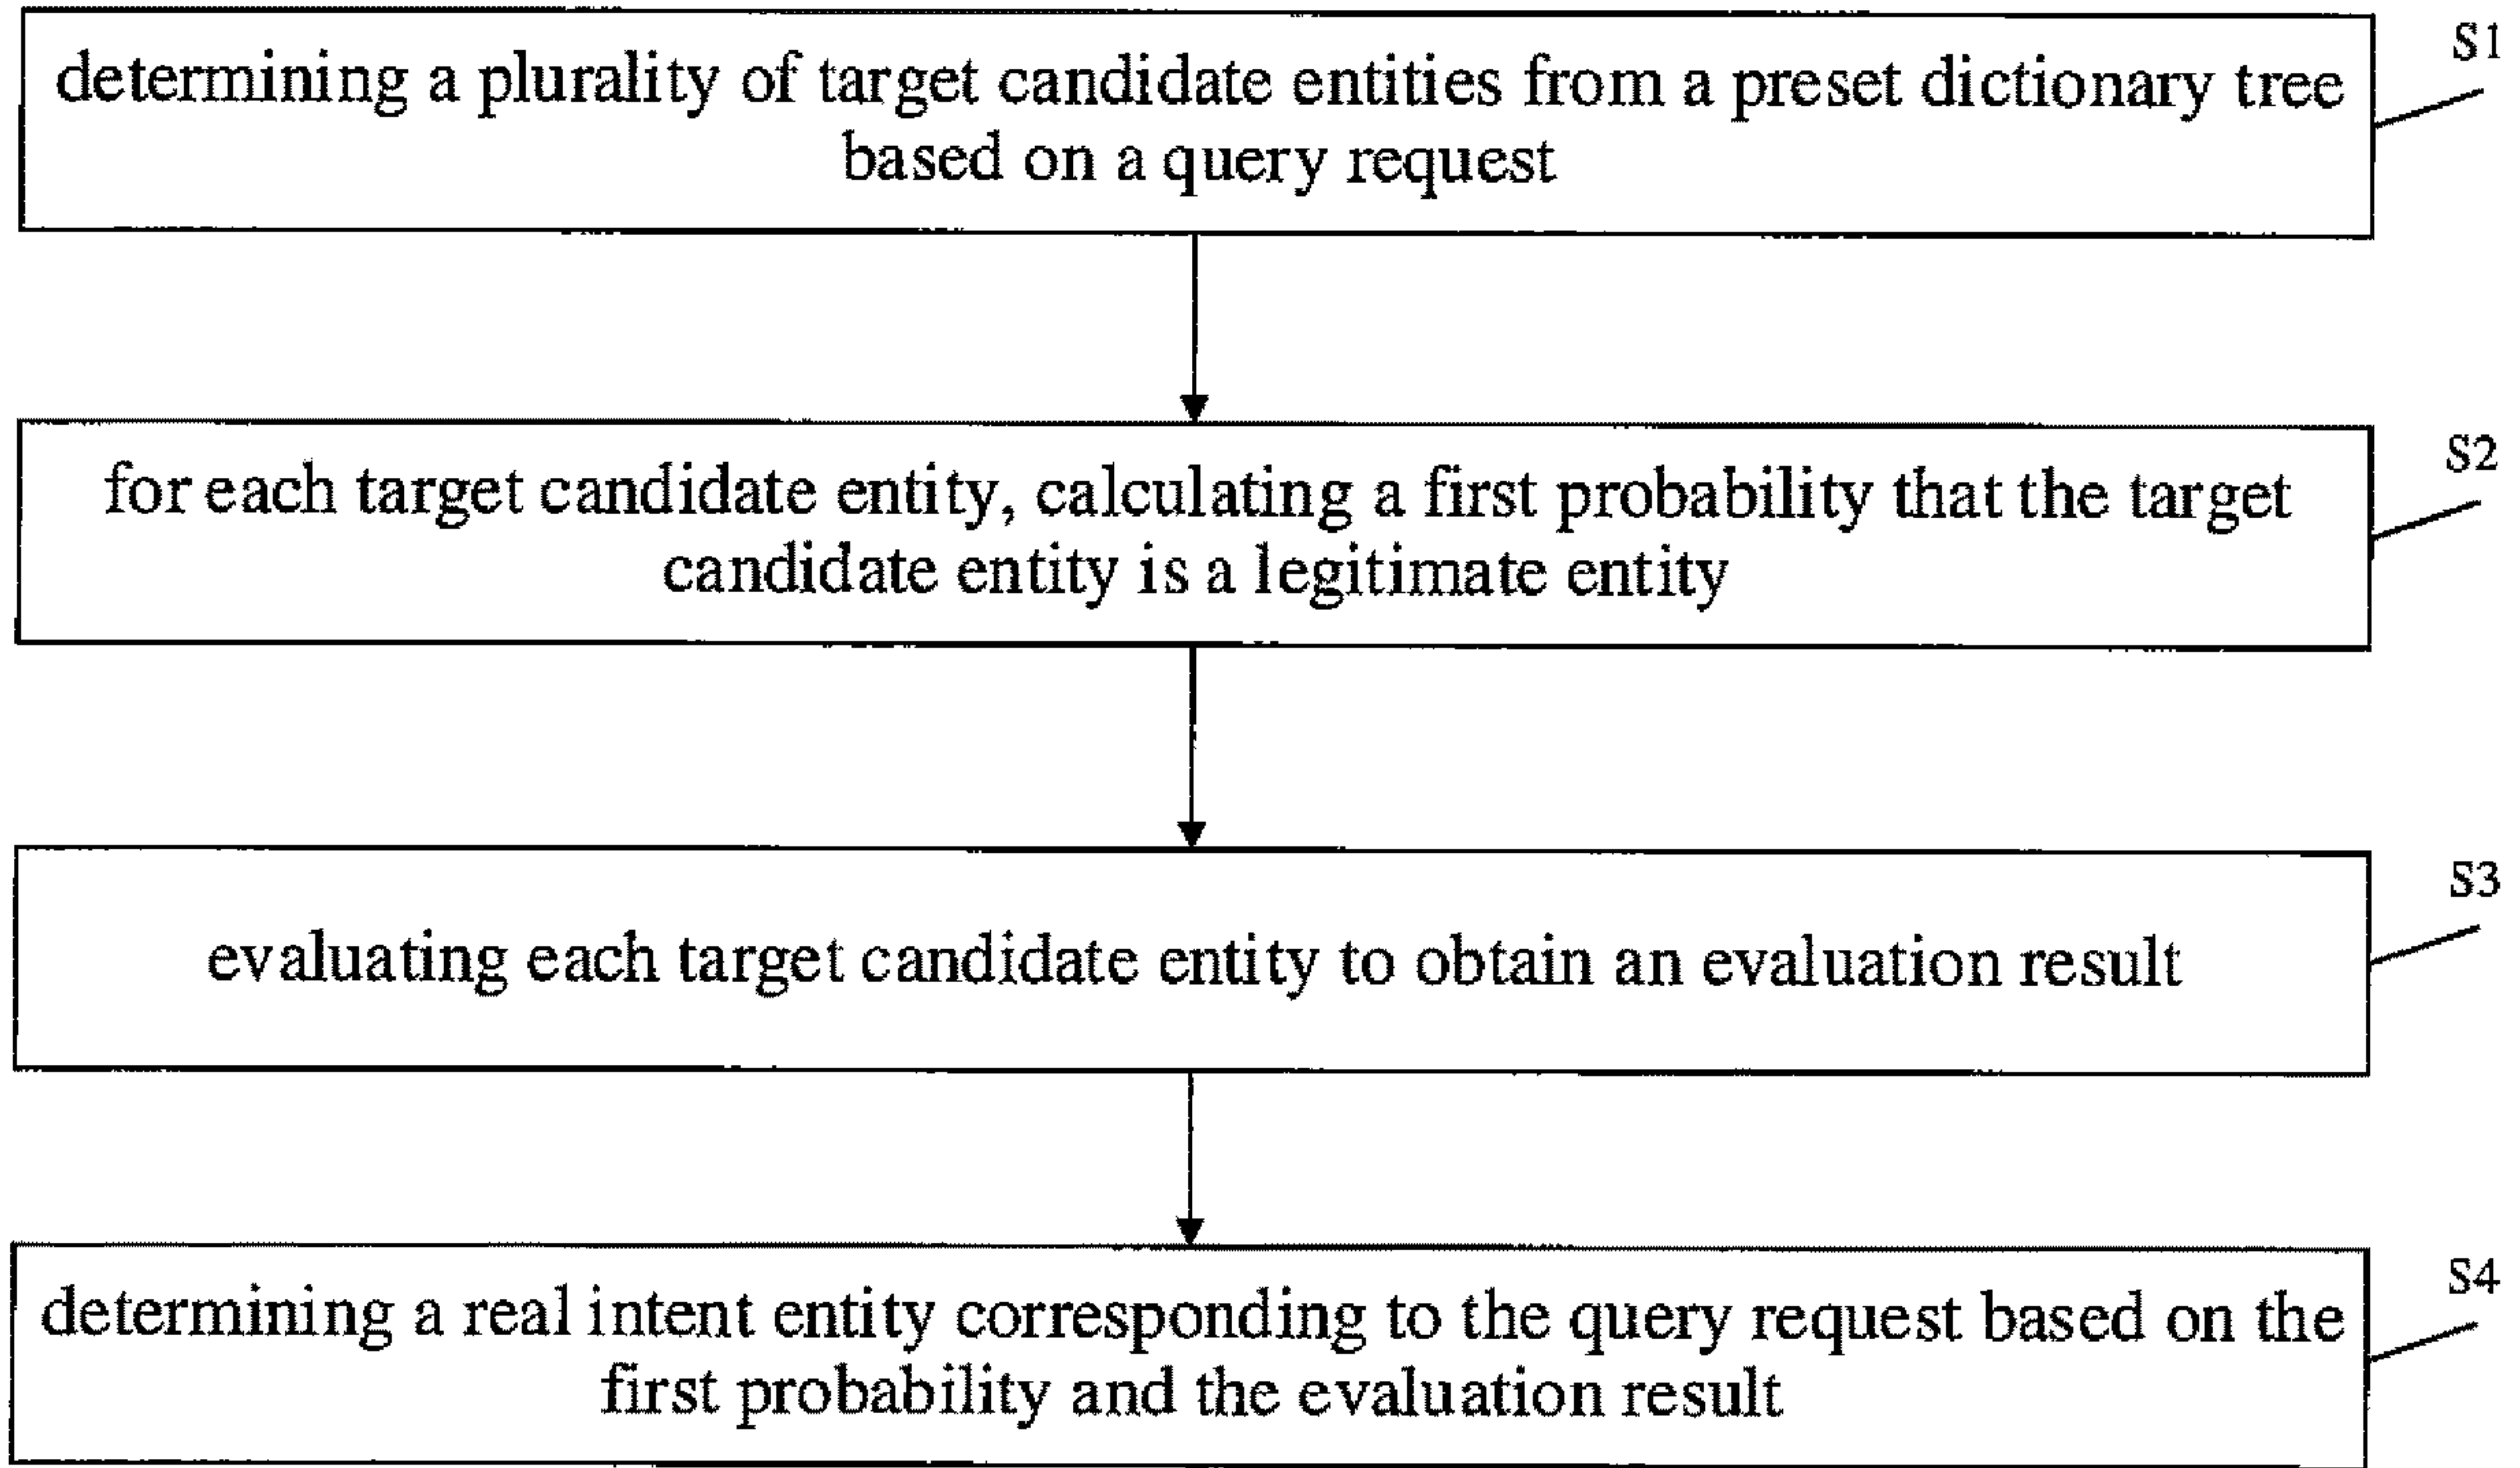 S1
determining a plurality of target candidate entities from a preset dictionary tree
based on a query request
S2
for each target candidate entity, calculating a first probability that the target
candidate entity is a legitimate entity
S3
evaluating each target candidate entity to obtain an evaluation result
S4
determining a real intent entity corresponding to the query request based on the
first probability and the evaluation result